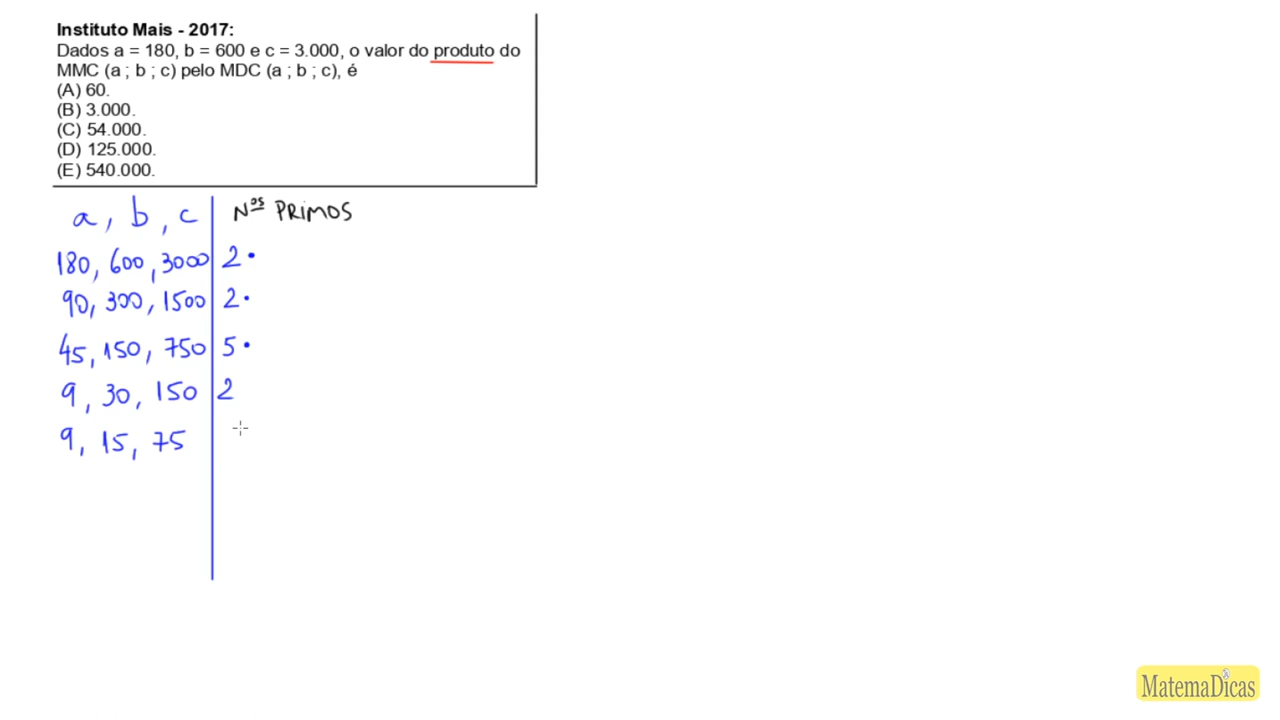 Instituto Mais - 2017:
Dados a = 180, b = 600 e c = 3.000, o valor do produto do
MMC (a ; b ; c) pelo MDC (a ; b ; c), é
(A) 60.
(B) 3.000.
(C) 54.000.
(D) 125.000.
(E) 540.000.
a, b, c Nºs PRIMOS
180, 600, 3000 2 •
90, 300, 1500 2 •
45, 150, 750 5 •
9, 30, 150 2
9, 15, 75
MatemaDicas